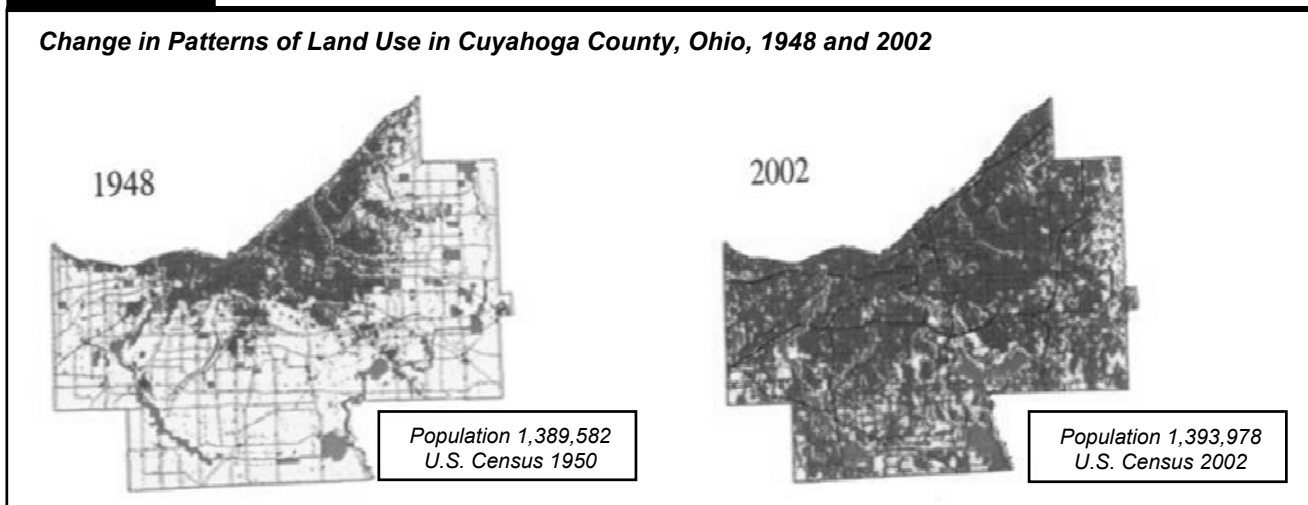 Change in Patterns of Land Use in Cuyahoga County, Ohio, 1948 and 2002
1948
2002
Population 1,389,582
U.S. Census 1950
Population 1,393,978
U.S. Census 2002